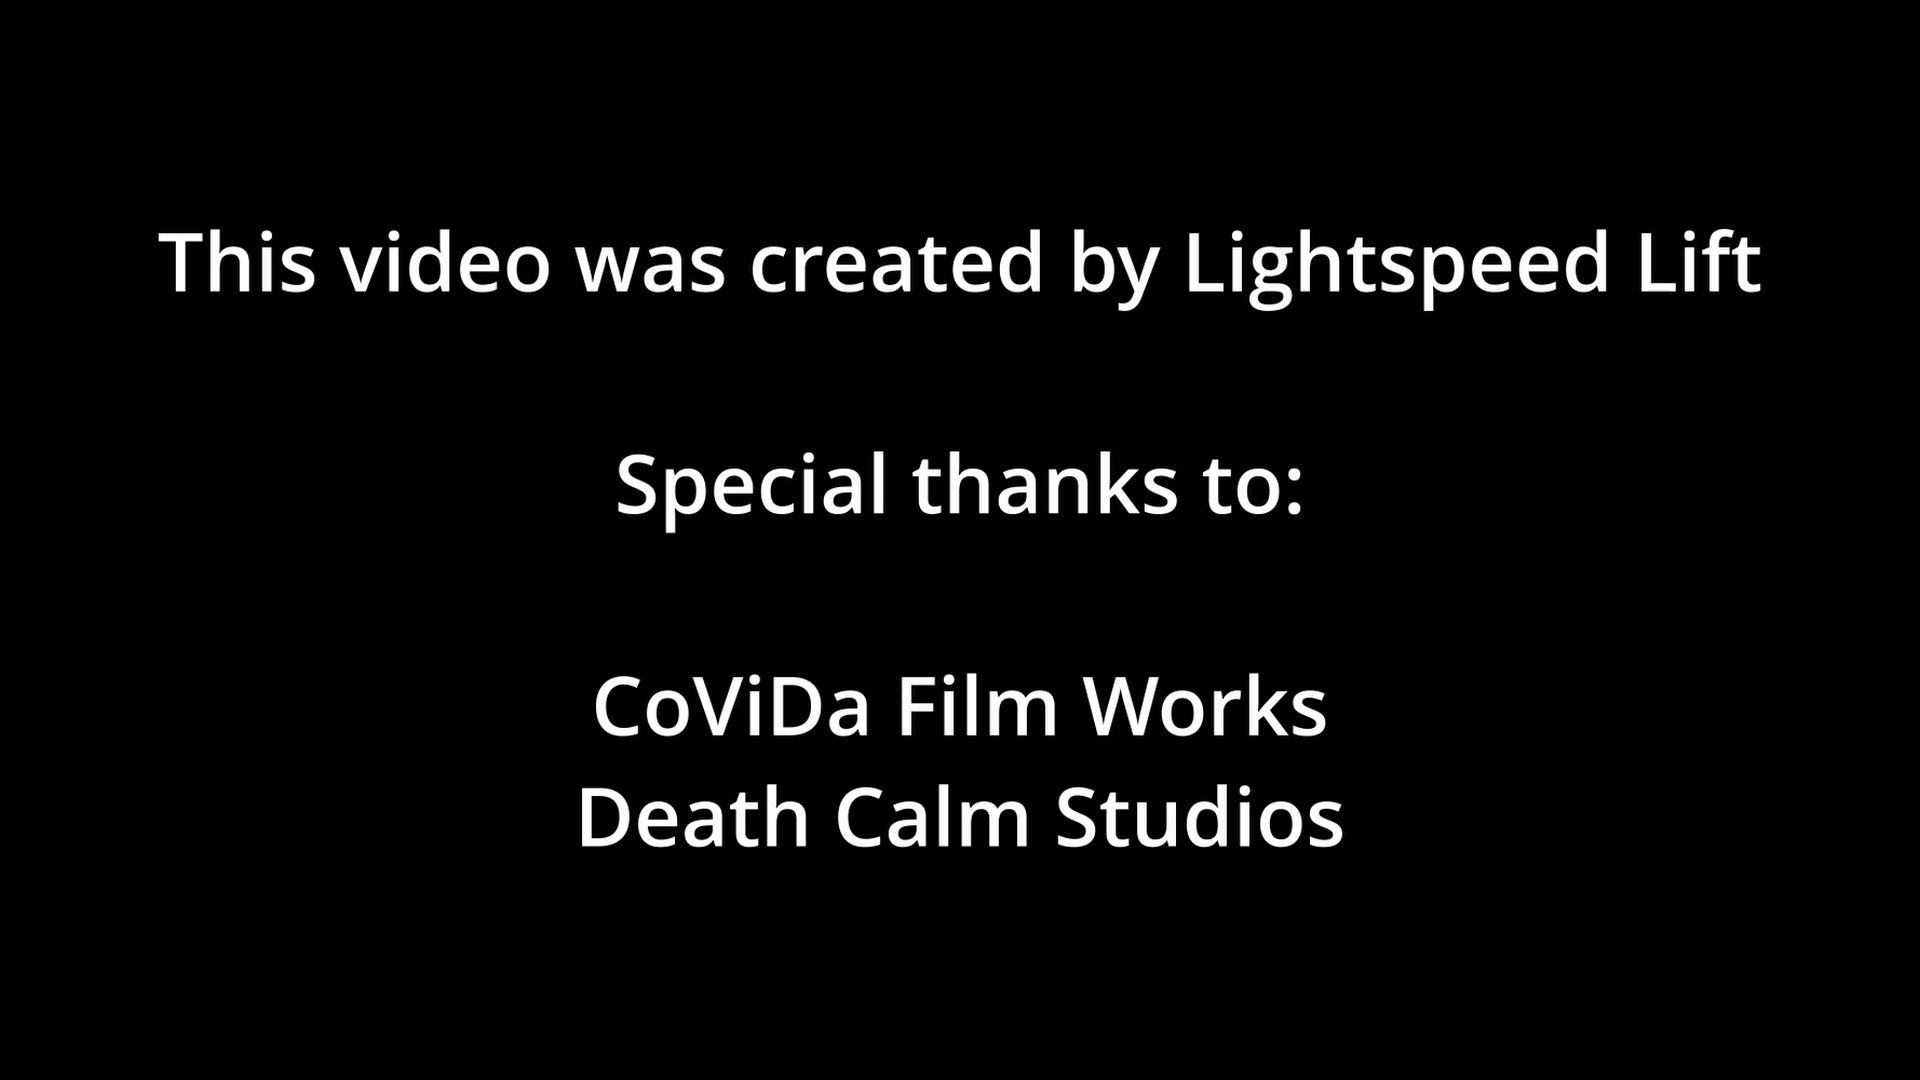 This video was created by Lightspeed Lift
Special thanks to:
CoViDa Film Works
Death Calm Studios